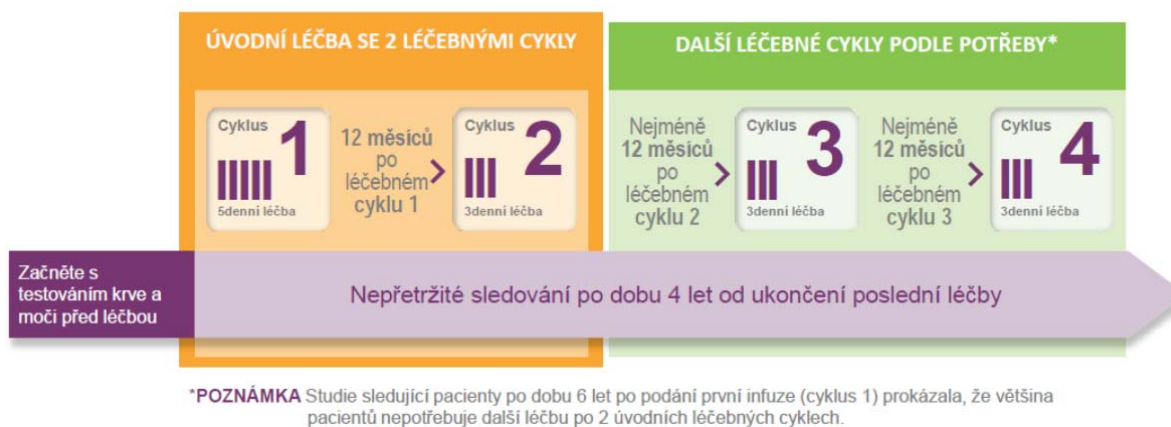 ÚVODNÍ LÉČBA SE 2 LÉČEBNÝMI CYKLY
DALŠÍ LÉČEBNÉ CYKLY PODLE POTŘEBY*
Cyklus 1
5denní léčba
12 měsíců
po
léčebném
cyklu 1
Cyklus 2
3denní léčba
Nejméně
12 měsíců
po
léčebném
cyklu 2
Cyklus 3
3denní léčba
Nejméně
12 měsíců
po
léčebném
cyklu 3
Cyklus 4
3denní léčba
Začněte s
testováním krve a
moči před léčbou
Nepřetržité sledování po dobu 4 let od ukončení poslední léčby
*POZNÁMKA Studie sledující pacienty po dobu 6 let po podání první infuze (cyklus 1) prokázala, že většina
pacientů nepotřebuje další léčbu po 2 úvodních léčebných cyklech.